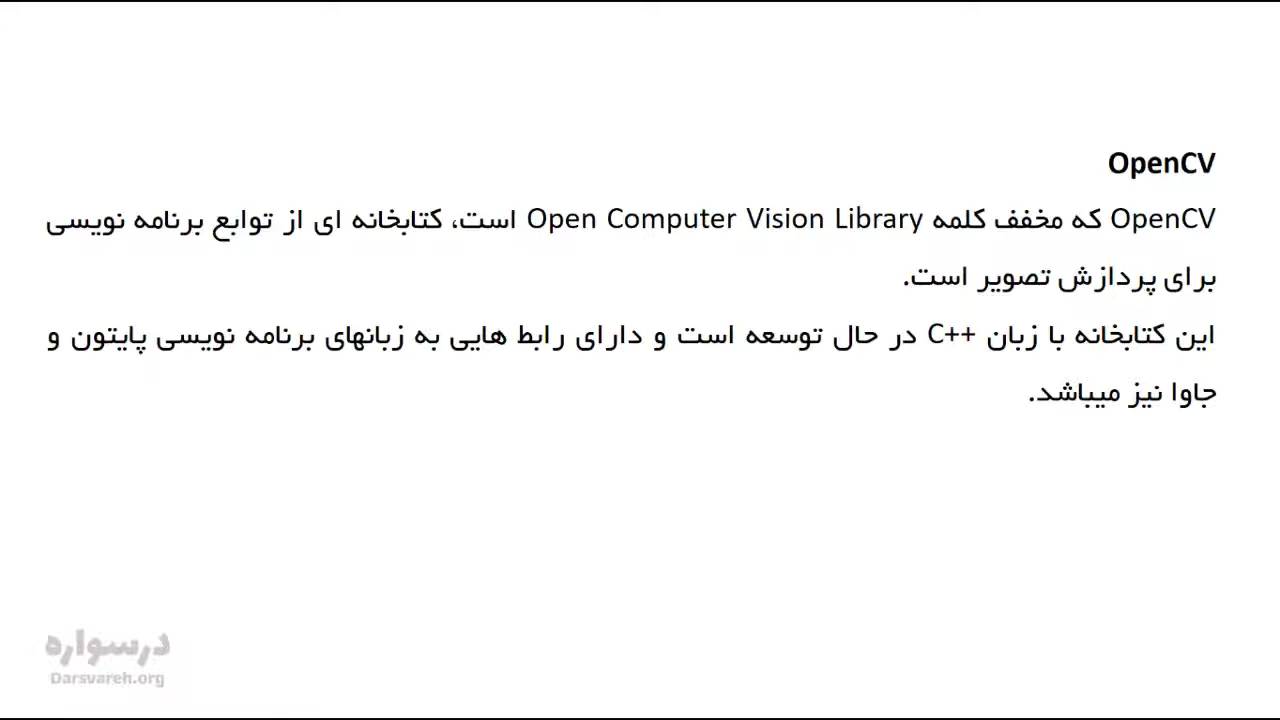 OpenCV
OpenCV که مخفف کلمه Open Computer Vision Library است، کتابخانه ای از توابع برنامه نویسی
برای پردازش تصویر است.
این کتابخانه با زبان C++ در حال توسعه است و دارای رابط هایی به زبانهای برنامه نویسی پایتون و
جاوا نیز میباشد.
درسواره
Darsvareh.org